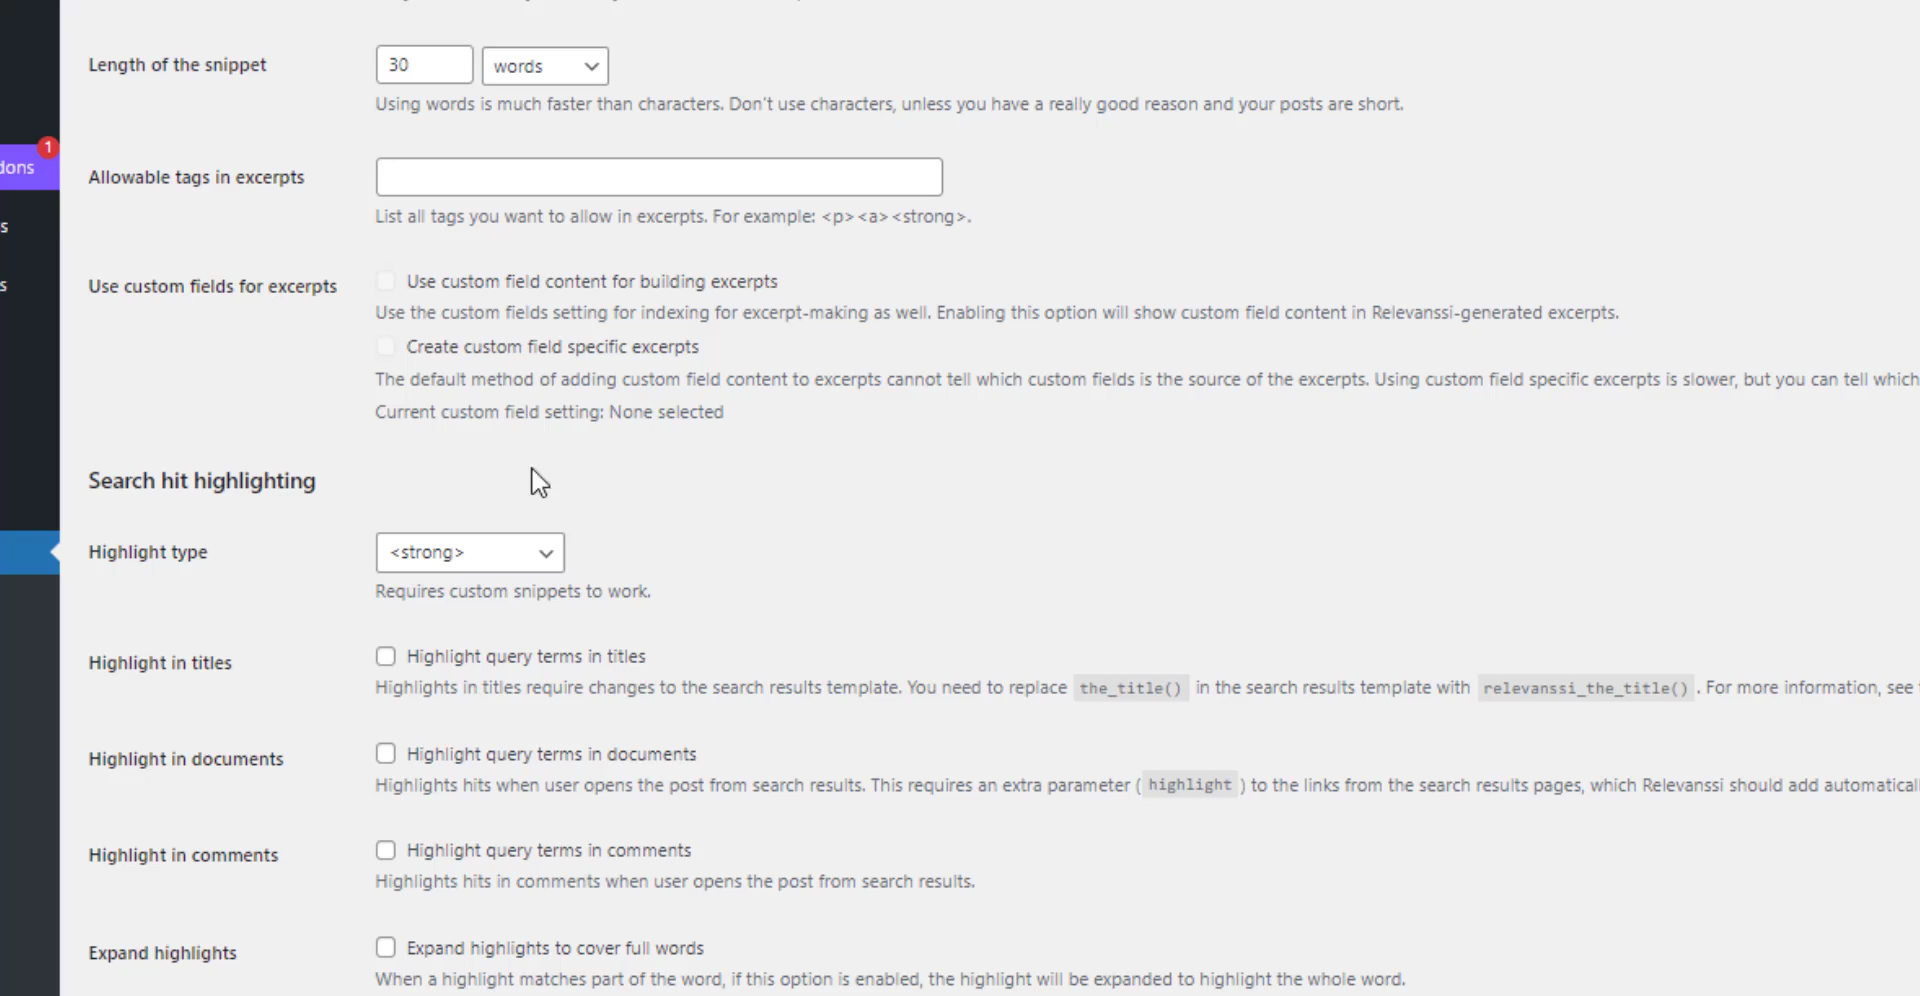 Length of the snippet
30
words
Using words is much faster than characters. Don't use characters, unless you have a really good reason and your posts are short.
1
Allowable tags in excerpts
List all tags you want to allow in excerpts. For example: <p><a><strong>.
Use custom fields for excerpts
Use custom field content for building excerpts
Use the custom fields setting for indexing for excerpt-making as well. Enabling this option will show custom field content in Relevanssi-generated excerpts.
Create custom field specific excerpts
The default method of adding custom field content to excerpts cannot tell which custom fields is the source of the excerpts. Using custom field specific excerpts is slower, but you can tell which
Current custom field setting: None selected
Search hit highlighting
Highlight type
<strong>
Requires custom snippets to work.
Highlight in titles
Highlight query terms in titles
Highlights in titles require changes to the search results template. You need to replace the_title() in the search results template with relevanssi_the_title() . For more information, see
Highlight in documents
Highlight query terms in documents
Highlights hits when user opens the post from search results. This requires an extra parameter ( highlight ) to the links from the search results pages, which Relevanssi should add
Highlight in comments
Highlight query terms in comments
Highlights hits in comments when user opens the post from search results.
Expand highlights
Expand highlights to cover full words
When a highlight matches part of the word, if this option is enabled, the highlight will be expanded to highlight the whole word.